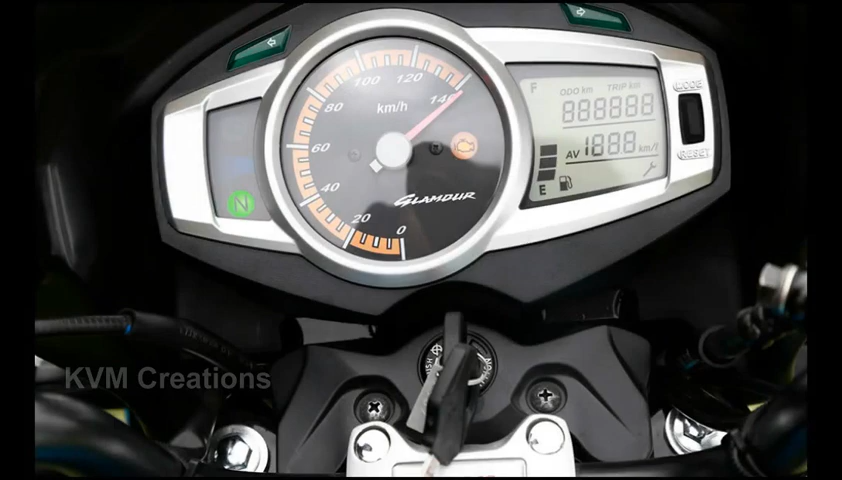 F
ODO km
TRIP km
888888
AV 1888 km/l
E
MODE
RESET
0
20
40
60
80
100
120
140
km/h
GLAMOUR
N
PUSH
KVM Creations